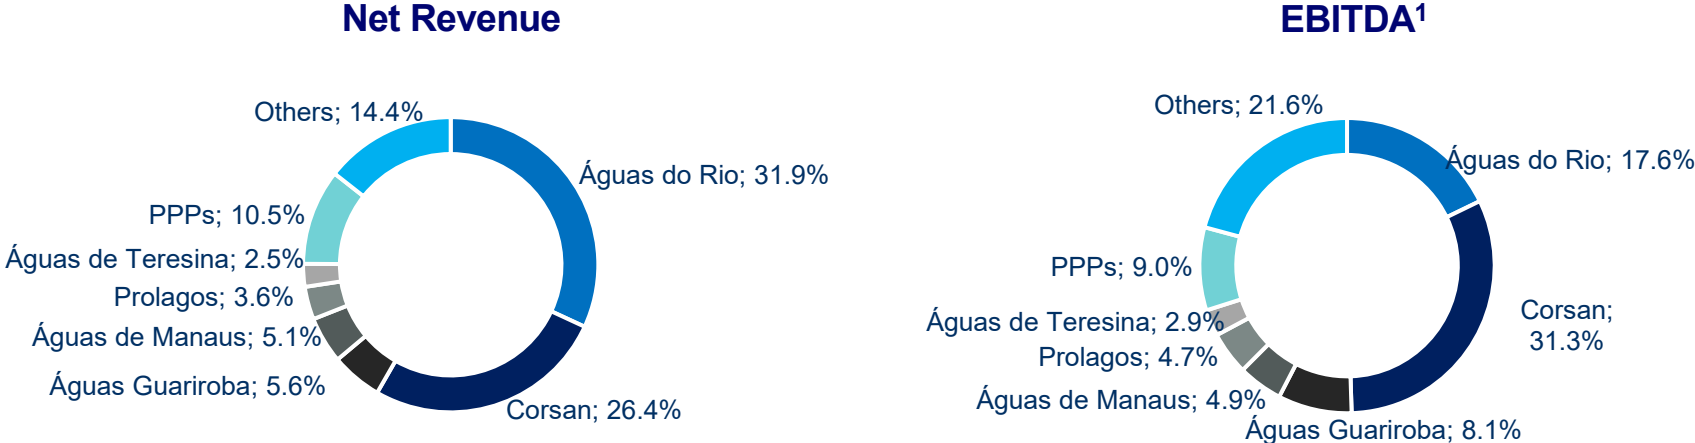 Net Revenue
Others; 14.4%
Águas do Rio; 31.9%
PPPs; 10.5%
Águas de Teresina; 2.5%
Prolagos; 3.6%
Águas de Manaus; 5.1%
Águas Guariroba; 5.6%
Corsan; 26.4%
EBITDA¹
Others; 21.6%
Águas do Rio; 17.6%
PPPs; 9.0%
Corsan;
31.3%
Águas de Teresina; 2.9%
Prolagos; 4.7%
Águas de Manaus; 4.9%
Águas Guariroba; 8.1%